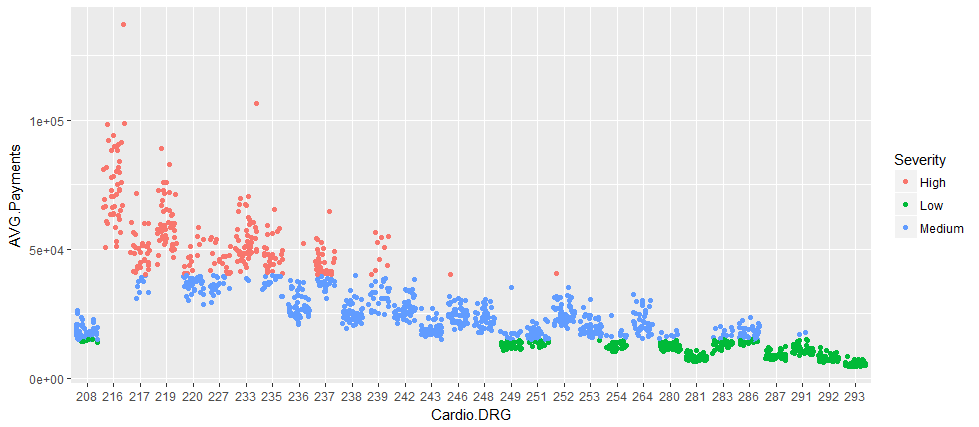 AVG.Payments
1e+05
5e+04
0e+00
208 216 217 219 220 227 233 235 236 237 238 239 242 243 246 248 249 251 252 253 254 264 280 281 283 286 287 291 292 293
Cardio.DRG
Severity
High
Low
Medium